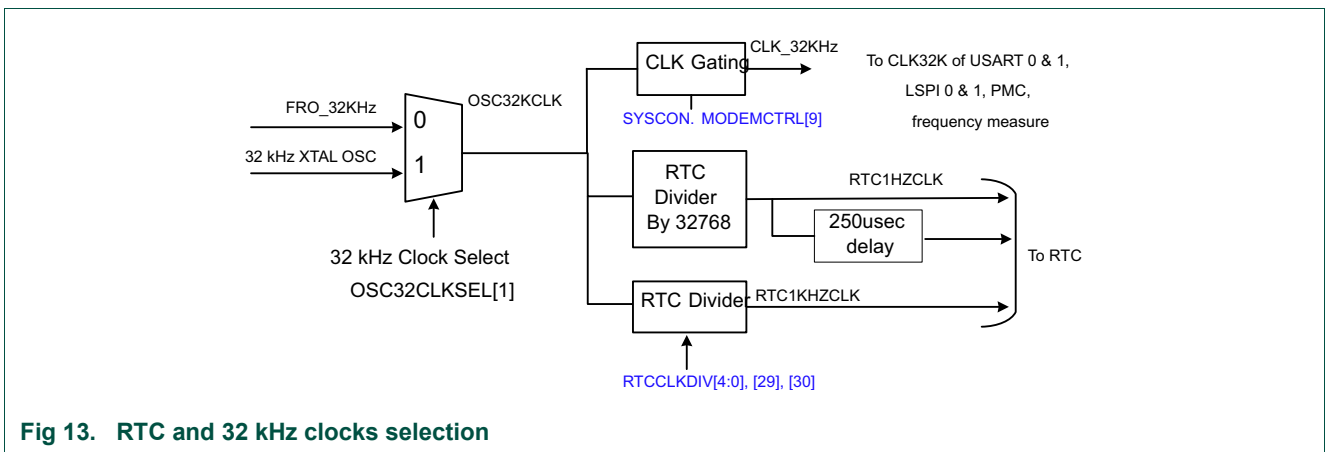 CLK Gating
CLK_32KHz
To CLK32K of USART 0 & 1,
LSPI 0 & 1, PMC,
frequency measure
SYSCON. MODEMCTRL[9]
FRO_32KHz
OSC32KCLK
0
32 kHz XTAL OSC
1
32 kHz Clock Select
OSC32CLKSEL[1]
RTC
Divider
By 32768
RTC1HZCLK
250usec
delay
To RTC
RTC Divider
RTC1KHZCLK
RTCCLKDIV[4:0], [29], [30]
Fig 13. RTC and 32 kHz clocks selection